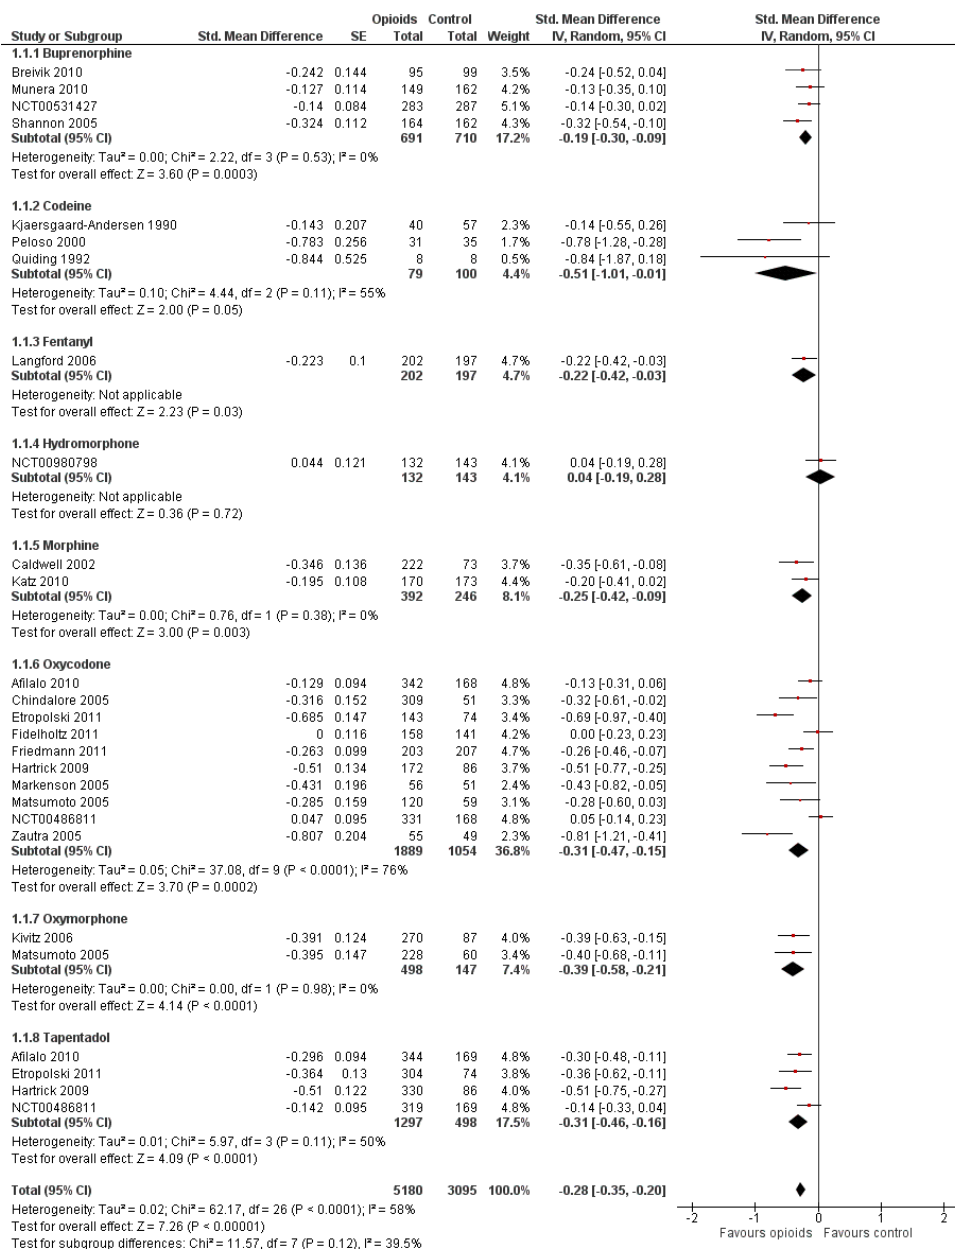 Opioids Control Std. Mean Difference Std. Mean Difference
Study or Subgroup Std. Mean Difference SE Total Total Weight IV, Random, 95% CI IV, Random, 95% CI
1.1.1 Buprenorphine
Breivik 2010 -0.242 0.144 95 99 3.5% -0.24 [-0.52, 0.04]
Munera 2010 -0.127 0.114 149 162 4.2% -0.13 [-0.35, 0.10]
NCT00531427 -0.14 0.084 283 287 5.1% -0.14 [-0.30, 0.02]
Shannon 2005 -0.324 0.112 164 162 4.3% -0.32 [-0.54, -0.10]
Subtotal (95% CI) 691 710 17.2% -0.19 [-0.30, -0.09]
Heterogeneity: Tau² = 0.00; Chi² = 2.22, df = 3 (P = 0.53); I² = 0%
Test for overall effect: Z = 3.60 (P = 0.0003)
1.1.2 Codeine
Kjaersgaard-Andersen 1990 -0.143 0.207 40 57 2.3% -0.14 [-0.55, 0.26]
Peloso 2000 -0.783 0.256 31 35 1.7% -0.78 [-1.28, -0.28]
Quiding 1992 -0.844 0.525 8 8 0.5% -0.84 [-1.87, 0.18]
Subtotal (95% CI) 79 100 4.4% -0.51 [-1.01, -0.01]
Heterogeneity: Tau² = 0.10; Chi² = 4.44, df = 2 (P = 0.11); I² = 55%
Test for overall effect: Z = 2.00 (P = 0.05)
1.1.3 Fentanyl
Langford 2006 -0.223 0.1 202 197 4.7% -0.22 [-0.42, -0.03]
Subtotal (95% CI) 202 197 4.7% -0.22 [-0.42, -0.03]
Heterogeneity: Not applicable
Test for overall effect: Z = 2.23 (P = 0.03)
1.1.4 Hydromorphone
NCT00980798 0.044 0.121 132 143 4.1% 0.04 [-0.19, 0.28]
Subtotal (95% CI) 132 143 4.1% 0.04 [-0.19, 0.28]
Heterogeneity: Not applicable
Test for overall effect: Z = 0.36 (P = 0.72)
1.1.5 Morphine
Caldwell 2002 -0.346 0.136 222 73 3.7% -0.35 [-0.61, -0.08]
Katz 2010 -0.195 0.108 170 173 4.4% -0.20 [-0.41, 0.02]
Subtotal (95% CI) 392 246 8.1% -0.25 [-0.42, -0.09]
Heterogeneity: Tau² = 0.00; Chi² = 0.76, df = 1 (P = 0.38); I² = 0%
Test for overall effect: Z = 3.00 (P = 0.003)
1.1.6 Oxycodone
Afilalo 2010 -0.129 0.094 342 168 4.8% -0.13 [-0.31, 0.06]
Chindalore 2005 -0.316 0.152 309 51 3.3% -0.32 [-0.61, -0.02]
Etropolski 2011 -0.685 0.147 143 74 3.4% -0.69 [-0.97, -0.40]
Fidelholtz 2011 0 0.116 158 141 4.2% 0.00 [-0.23, 0.23]
Friedmann 2011 -0.263 0.099 203 207 4.7% -0.26 [-0.46, -0.07]
Hartrick 2009 -0.51 0.134 172 86 3.7% -0.51 [-0.77, -0.25]
Markenson 2005 -0.431 0.196 56 51 2.4% -0.43 [-0.82, -0.05]
Matsumoto 2005 -0.285 0.159 120 59 3.1% -0.28 [-0.60, 0.03]
NCT00486811 0.047 0.095 331 168 4.8% 0.05 [-0.14, 0.23]
Zautra 2005 -0.807 0.204 55 49 2.3% -0.81 [-1.21, -0.41]
Subtotal (95% CI) 1889 1054 36.8% -0.31 [-0.47, -0.15]
Heterogeneity: Tau² = 0.05; Chi² = 37.08, df = 9 (P < 0.0001); I² = 76%
Test for overall effect: Z = 3.70 (P = 0.0002)
1.1.7 Oxymorphone
Kivitz 2006 -0.391 0.124 270 87 4.0% -0.39 [-0.63, -0.15]
Matsumoto 2005 -0.395 0.147 228 60 3.4% -0.40 [-0.68, -0.11]
Subtotal (95% CI) 498 147 7.4% -0.39 [-0.58, -0.21]
Heterogeneity: Tau² = 0.00; Chi² = 0.00, df = 1 (P = 0.98); I² = 0%
Test for overall effect: Z = 4.14 (P < 0.0001)
1.1.8 Tapentadol
Afilalo 2010 -0.296 0.094 344 169 4.8% -0.30 [-0.48, -0.11]
Etropolski 2011 -0.364 0.13 304 74 3.8% -0.36 [-0.62, -0.11]
Hartrick 2009 -0.51 0.122 330 86 4.0% -0.51 [-0.75, -0.27]
NCT00486811 -0.142 0.095 319 169 4.8% -0.14 [-0.33, 0.04]
Subtotal (95% CI) 1297 498 17.5% -0.31 [-0.46, -0.16]
Heterogeneity: Tau² = 0.01; Chi² = 5.97, df = 3 (P = 0.11); I² = 50%
Test for overall effect: Z = 4.09 (P < 0.0001)
Total (95% CI) 5180 3095 100.0% -0.28 [-0.35, -0.20]
Heterogeneity: Tau² = 0.02; Chi² = 62.17, df = 26 (P < 0.0001); I² = 58%
Test for overall effect: Z = 7.26 (P < 0.00001)
Test for subgroup differences: Chi² = 11.57, df = 7 (P = 0.12), I² = 39.5%
-2 -1 0 1 2
Favours opioids Favours control